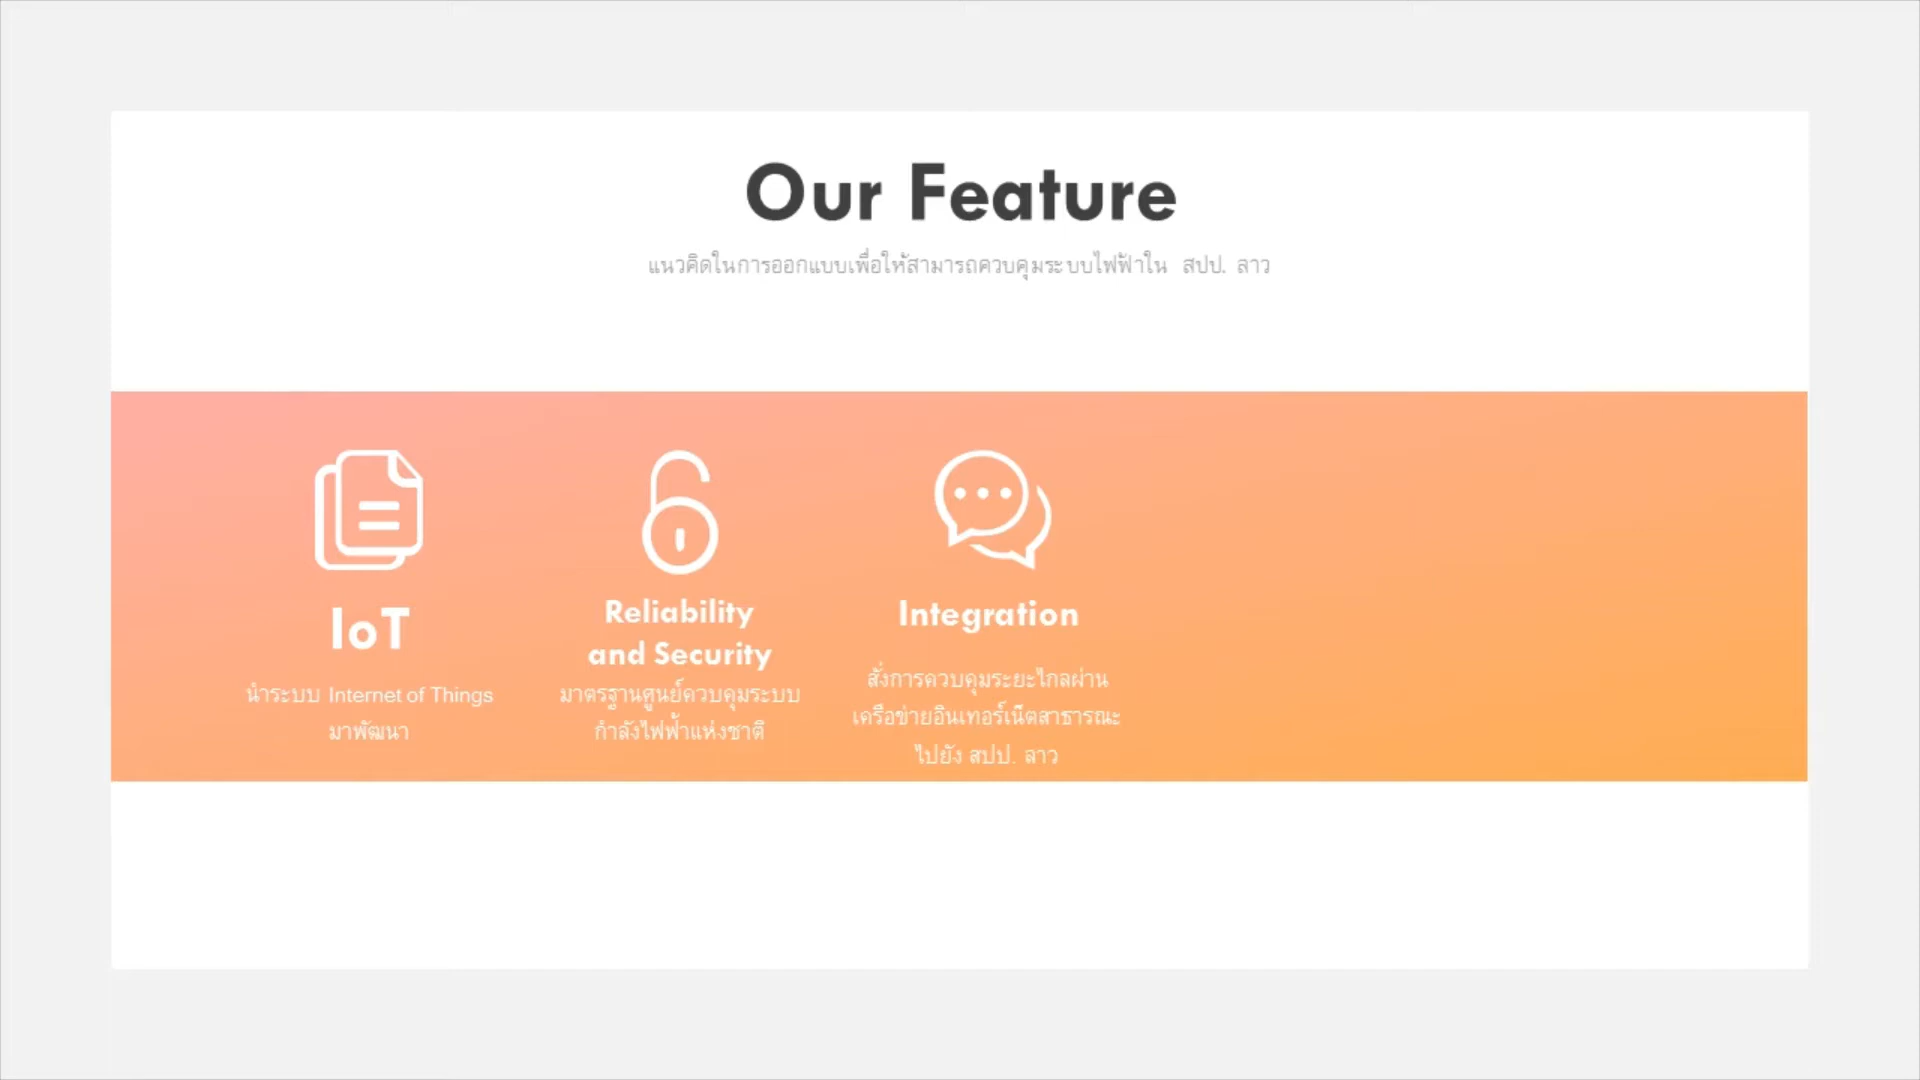 Our Feature
แนวคิดในการออกแบบเพื่อให้สามารถควบคุมระบบไฟฟ้าใน สปป. ลาว
IoT
นำระบบ Internet of Things
มาพัฒนา
Reliability
and Security
มาตรฐานศูนย์ควบคุมระบบ
กำลังไฟฟ้าแห่งชาติ
Integration
สั่งการควบคุมระยะไกลผ่าน
เครือข่ายอินเทอร์เน็ตสาธารณะ
ไปยัง สปป. ลาว